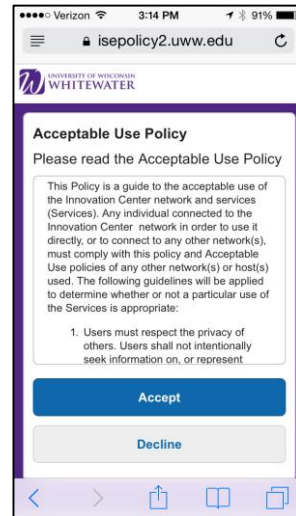 Verizon 3:14 PM 91%
isepolicy2.uww.edu
W UNIVERSITY OF WISCONSIN
WHITEWATER
Acceptable Use Policy
Please read the Acceptable Use Policy
This Policy is a guide to the acceptable use of
the Innovation Center network and services
(Services). Any individual connected to the
Innovation Center network in order to use it
directly, or to connect to any other network(s),
must comply with this policy and Acceptable
Use policies of any other network(s) or host(s)
used. The following guidelines will be applied
to determine whether or not a particular use of
the Services is appropriate:
1. Users must respect the privacy of
others. Users shall not intentionally
seek information on, or represent
Accept
Decline